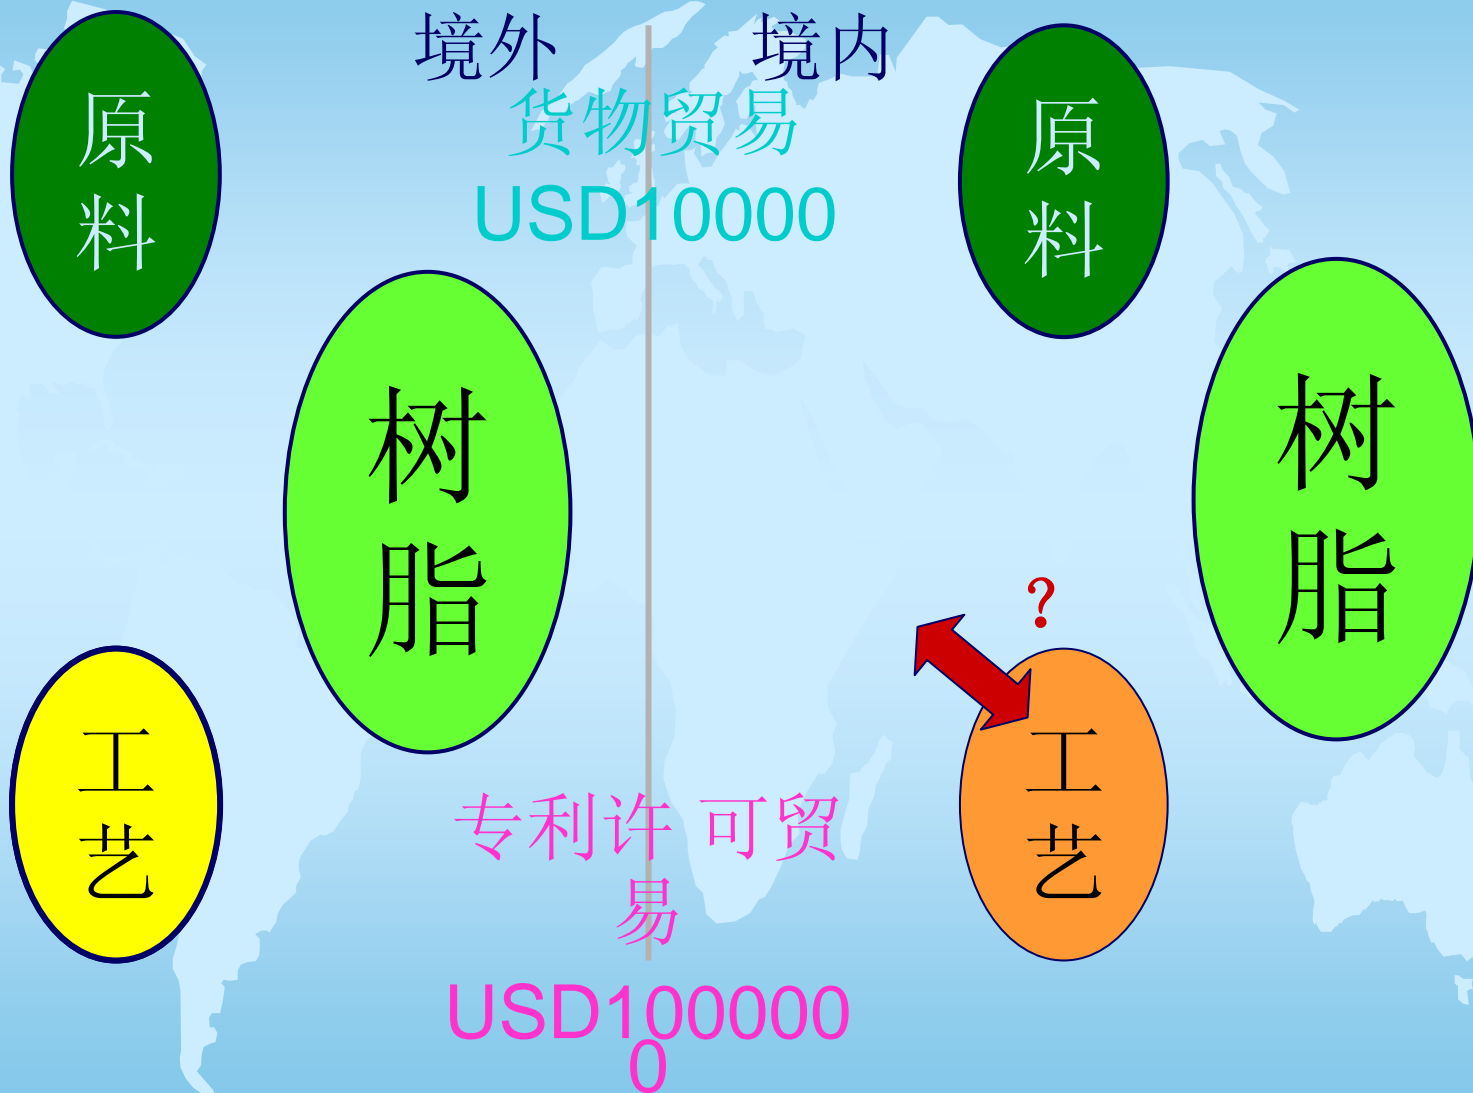 境外
境内
货物贸易
USD10000
原
料
原
料
树
脂
树
脂
?
工
艺
工
艺
专利许 可贸
易
USD100000
0